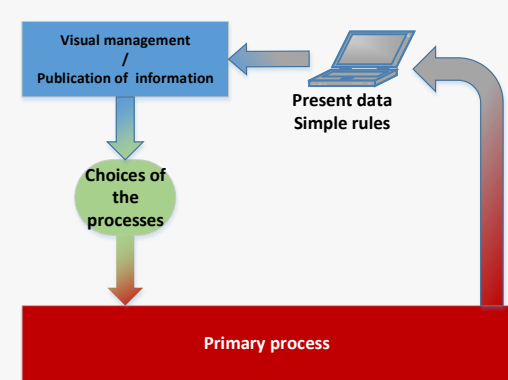 Visual management
/
Publication of information
Present data
Simple rules
Choices of
the
processes
Primary process